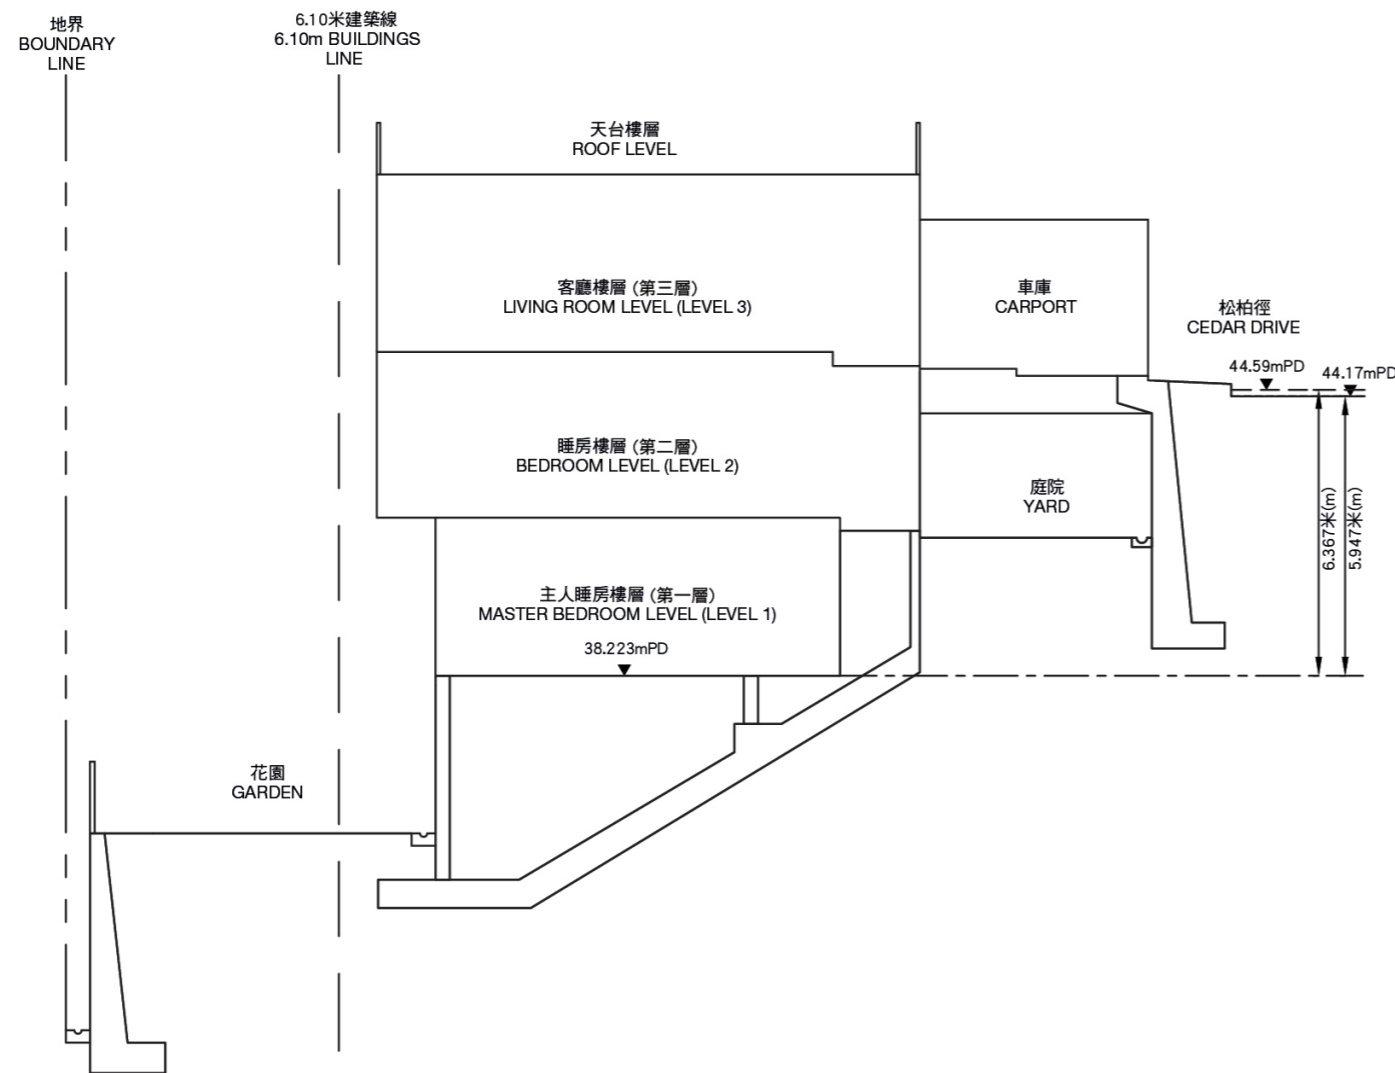 地界
BOUNDARY
LINE
6.10米建築線
6.10m BUILDINGS
LINE
天台樓層
ROOF LEVEL
客廳樓層 (第三層)
LIVING ROOM LEVEL (LEVEL 3)
車庫
CARPORT
松柏徑
CEDAR DRIVE
44.59mPD
44.17mPD
睡房樓層 (第二層)
BEDROOM LEVEL (LEVEL 2)
庭院
YARD
6.367米(m)
5.947米(m)
主人睡房樓層 (第一層)
MASTER BEDROOM LEVEL (LEVEL 1)
38.223mPD
花園
GARDEN